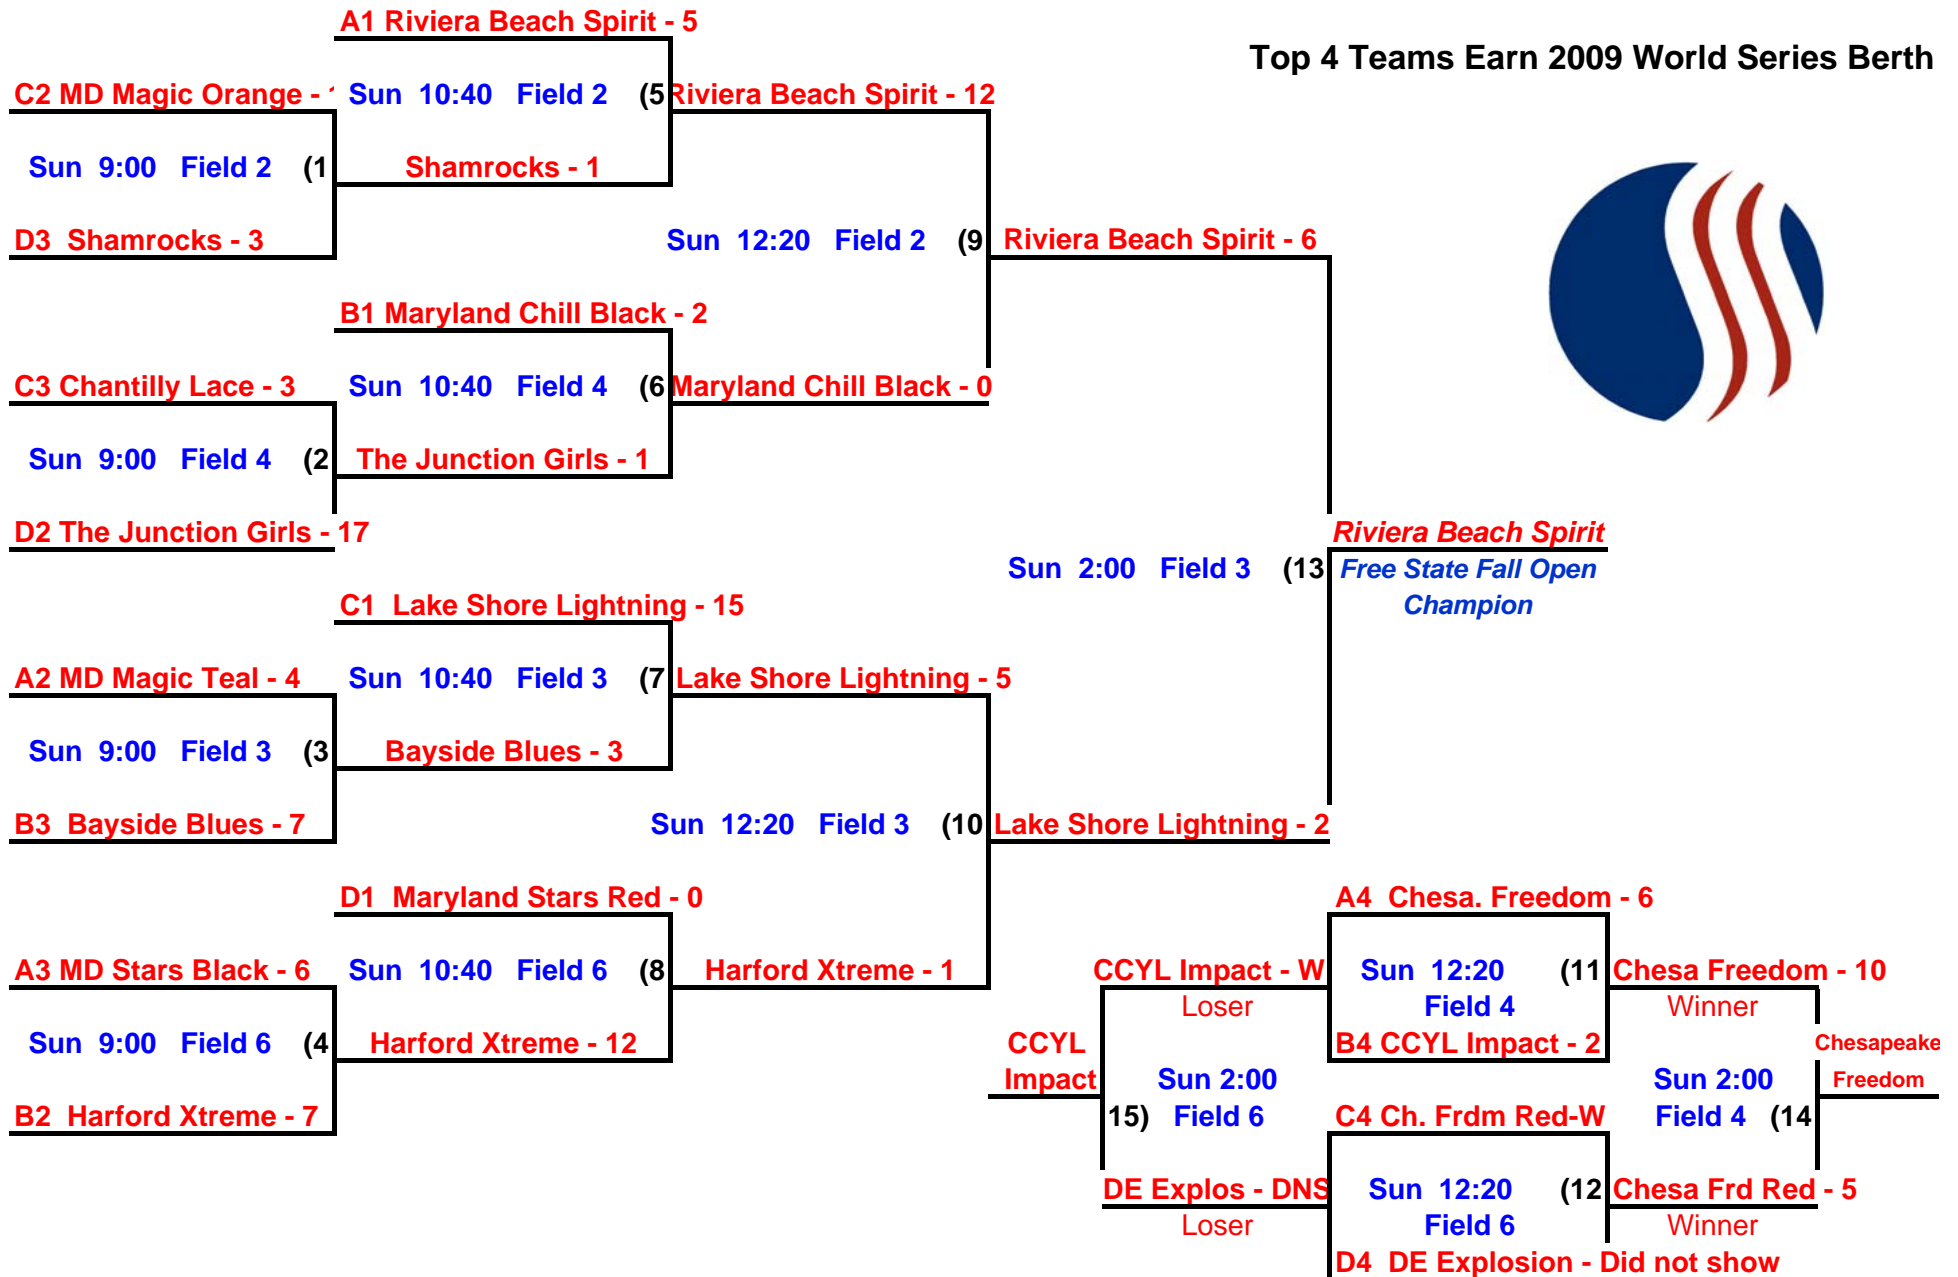 A1 Riviera Beach Spirit - 5
Top 4 Teams Earn 2009 World Series Berth
C2 MD Magic Orange -
Sun 10:40 Field 2 (5
Riviera Beach Spirit - 12
Sun 9:00 Field 2 (1
Shamrocks - 1
D3 Shamrocks - 3
Sun 12:20 Field 2 (9
Riviera Beach Spirit - 6
B1 Maryland Chill Black - 2
C3 Chantilly Lace - 3
Sun 10:40 Field 4 (6
Maryland Chill Black - 0
Sun 9:00 Field 4 (2
The Junction Girls - 1
D2 The Junction Girls - 17
Riviera Beach Spirit
Sun 2:00 Field 3 (13
Free State Fall Open
Champion
C1 Lake Shore Lightning - 15
A2 MD Magic Teal - 4
Sun 10:40 Field 3 (7
Lake Shore Lightning - 5
Sun 9:00 Field 3 (3
Bayside Blues - 3
B3 Bayside Blues - 7
Sun 12:20 Field 3 (10
Lake Shore Lightning - 2
D1 Maryland Stars Red - 0
A4 Chesa. Freedom - 6
A3 MD Stars Black - 6
Sun 10:40 Field 6 (8
Harford Xtreme - 1
CCYL Impact - W
Loser
Sun 12:20 (11
Field 4
Chesa Freedom - 10
Winner
Sun 9:00 Field 6 (4
Harford Xtreme - 12
CCYL
Impact
B4 CCYL Impact - 2
Chesapeake
Freedom
Sun 2:00
15) Field 6
Sun 2:00
Field 4 (14
B2 Harford Xtreme - 7
C4 Ch. Frdm Red-W
DE Explos - DNS
Loser
Sun 12:20 (12
Field 6
Chesa Frd Red - 5
Winner
D4 DE Explosion - Did not show